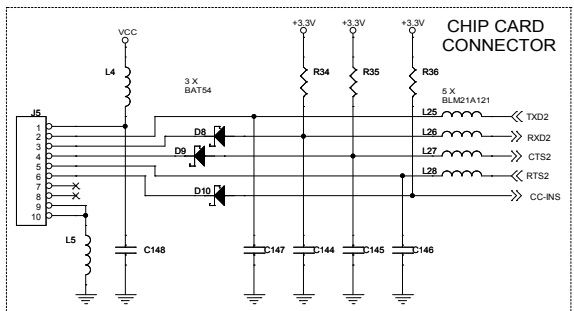 CHIP CARD
CONNECTOR
VCC
+3.3V
+3.3V
+3.3V
L4
3 X
BAT54
R34
R35
R36
5 X
BLM21A121
J5
1
2
3
4
5
6
7
8
9
10
L25
TXD2
D8
L26
RXD2
D9
L27
CTS2
L28
RTS2
D10
CC-INS
L5
C148
C147
C144
C145
C146